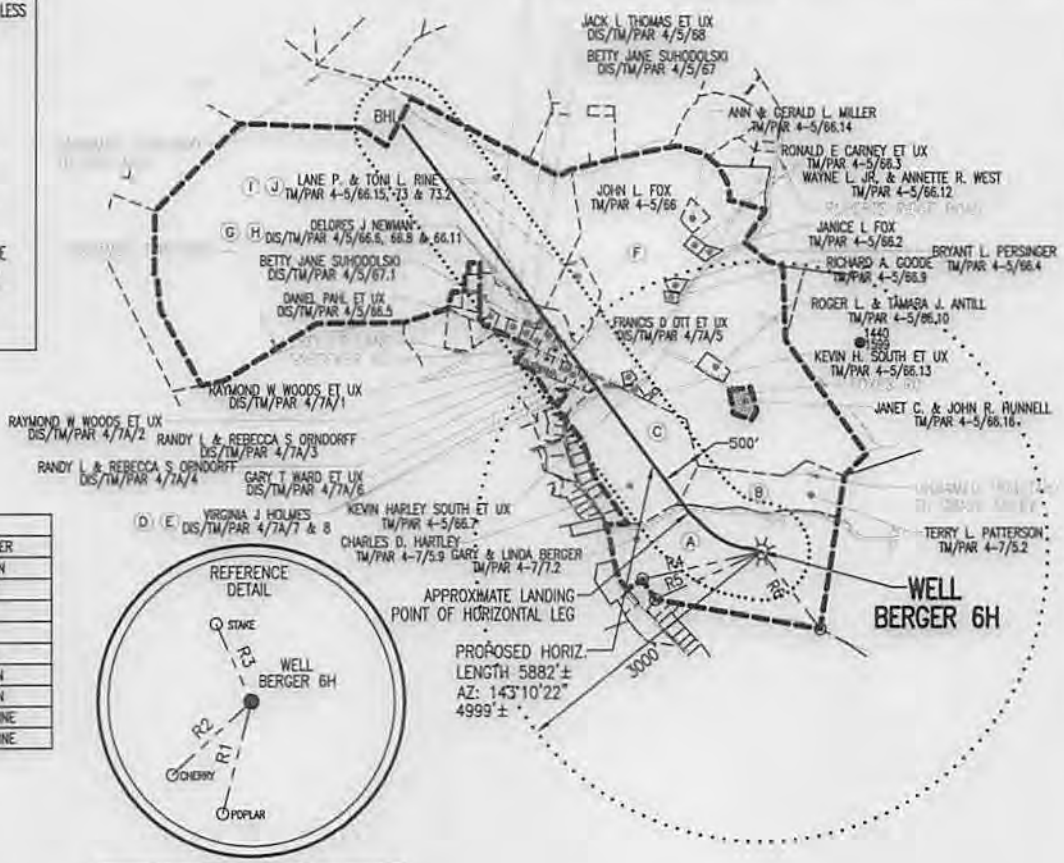 LESS
JACK L THOMAS ET UX
DIS/TM/PAR 4/5/68
BETTY JANE SUHODOLSKI
DIS/TM/PAR 4/5/67
BHL
ANN & GERALD L. MILLER
TM/PAR 4-5/66.14
RONALD E CARNEY ET UX
TM/PAR 4-5/66.3
WAYNE L. JR, & ANNETTE R. WEST
TM/PAR 4-5/66.12
I J LANE P. & TONI L. RINE
TM/PAR 4-5/66.15, 73 and 73.2
JOHN L. FOX
TM/PAR 4-5/66
ROBERTS RIDGE ROAD
G H DELORES J NEWMAN
DIS/TM/PAR 4/5/66.6, 66.8 & 66.11
JANICE L FOX
TM/PAR 4-5/66.2
BETTY JANE SUHODOLSKI
DIS/TM/PAR 4/5/67.1
F
BRYANT L. PERSINGER
TM/PAR 4-5/66.4
RICHARD A. GOODE
TM/PAR 4-5/66.9
DANIEL PAHL ET UX
DIS/TM/PAR 4/5/66.5
ROGER L. & TAMARA J. ANTILL
TM/PAR 4-5/66.10
FRANCIS D OTT ET UX
DIS/TM/PAR 4/7A/5
1440
1599
KEVIN H. SOUTH ET UX
TM/PAR 4-5/66.13
RAYMOND W WOODS ET UX
DIS/TM/PAR 4/7A/1
JANET C. & JOHN R. HUNNELL
TM/PAR 4-5/66.16
RAYMOND W WOODS ET UX
DIS/TM/PAR 4/7A/2
RANDY L & REBECCA S ORNDORFF
DIS/TM/PAR 4/7A/3
C
500'
RANDY L & REBECCA S ORNDORFF
DIS/TM/PAR 4/7A/4
GARY T WARD ET UX
DIS/TM/PAR 4/7A/6
B
D E VIRGINIA J HOLMES
DIS/TM/PAR 4/7A/7 & 8
KEVIN HARLEY SOUTH ET UX
TM/PAR 4-5/66.7
CHARLES D. HARTLEY
TM/PAR 4-7/5.9
GARY & LINDA BERGER
TM/PAR 4-7/7.2
A
TERRY L. PATTERSON
TM/PAR 4-7/5.2
R4
R5
R6
APPROXIMATE LANDING
POINT OF HORIZONTAL LEG
WELL
BERGER 6H
PROPOSED HORIZ.
LENGTH 5882'±
AZ: 143°10'22"
4999'±
3000'
REFERENCE
DETAIL
STAKE
R3
WELL
BERGER 6H
R2
R1
CHERRY
POPLAR